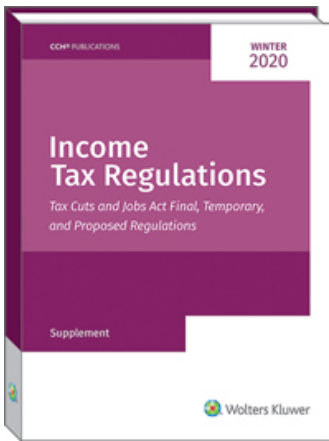 CCH® PUBLICATIONS
WINTER
2020
Income
Tax Regulations
Tax Cuts and Jobs Act Final, Temporary,
and Proposed Regulations
Supplement
Wolters Kluwer